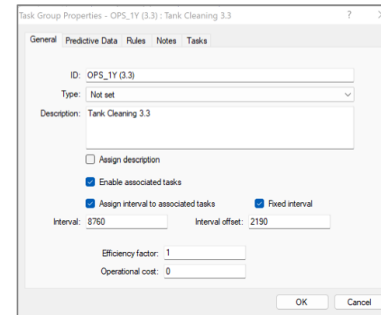 Task Group Properties - OPS_1Y (3.3) : Tank Cleaning 3.3
General Predictive Data Rules Notes Tasks
ID: OPS_1Y (3.3)
Type: Not set
Description: Tank Cleaning 3.3
Assign description
Enable associated tasks
Assign interval to associated tasks Fixed interval
Interval: 8760 Interval offset: 2190
Efficiency factor: 1
Operational cost: 0
OK Cancel